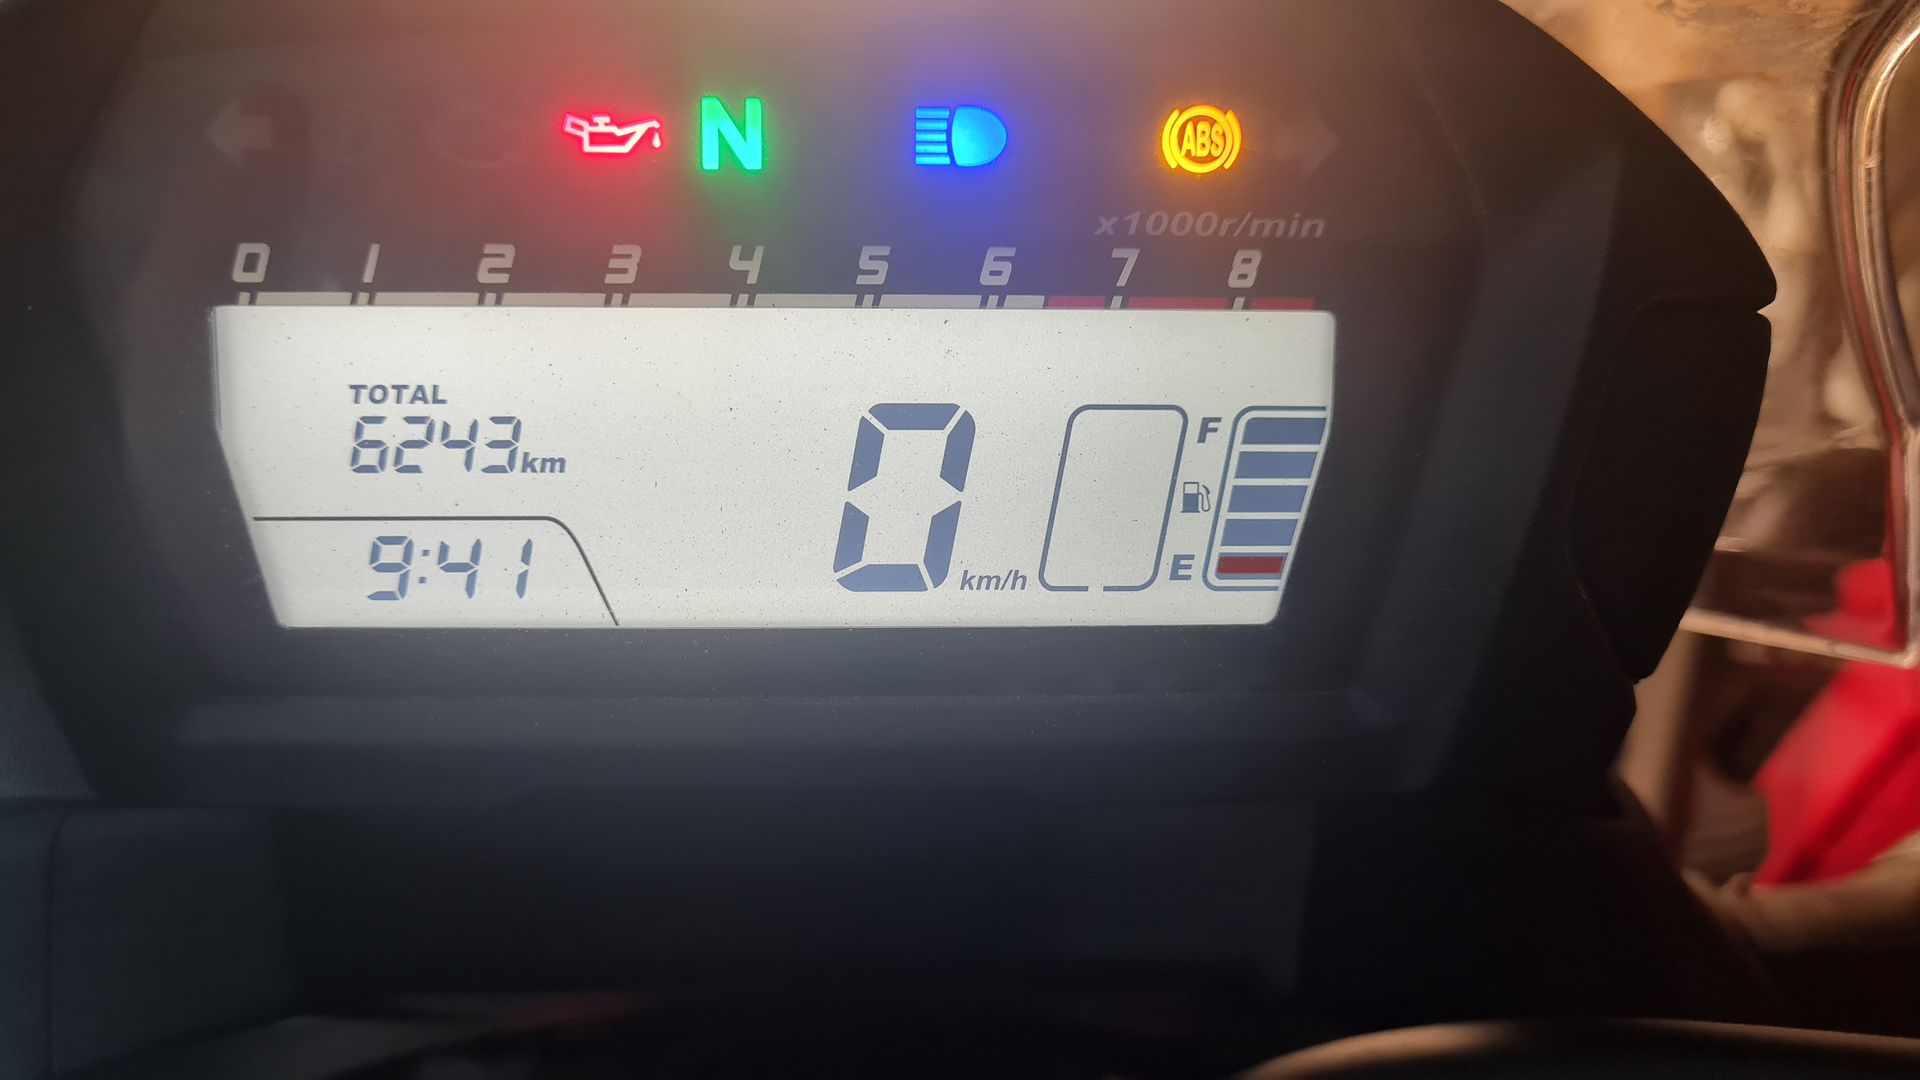 N
ABS
x1000r/min
0 1 2 3 4 5 6 7 8
TOTAL
6243km
9:41
0 km/h
F
E